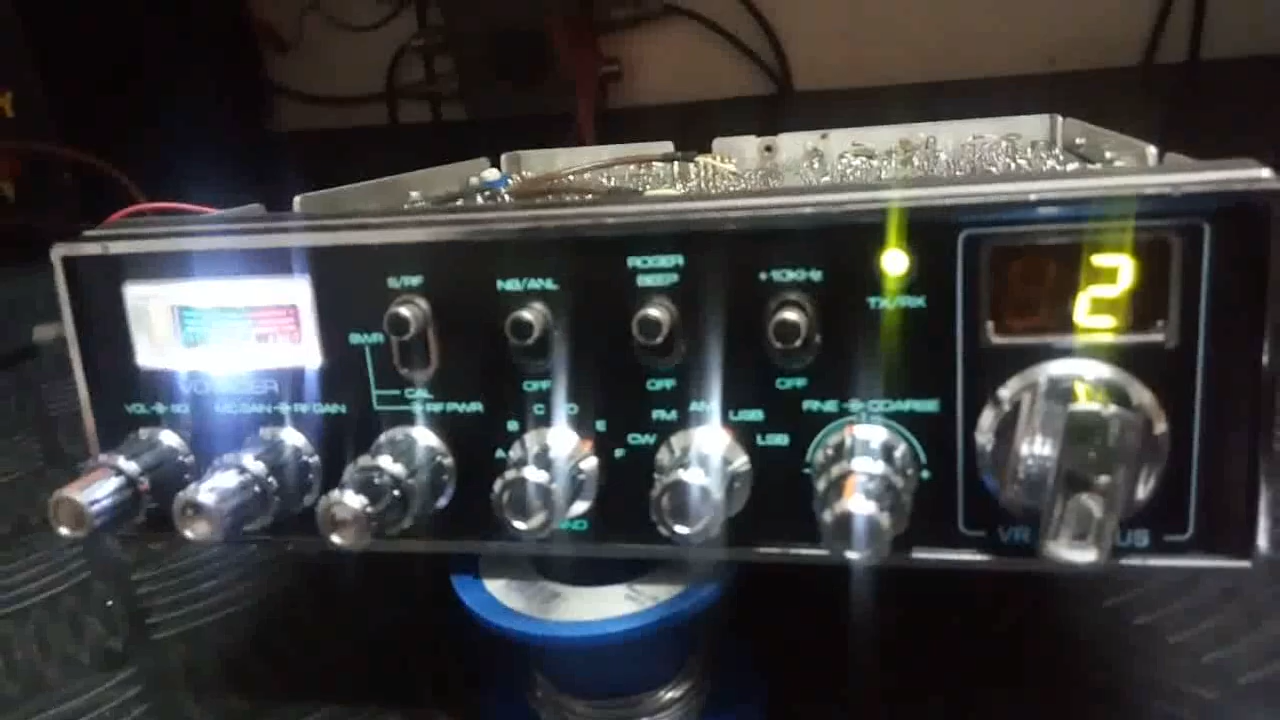 S/RF
NB/ANL
ROGER
BEEP
+10KHz
TX/RX
2
SWR
CAL
RF PWR
OFF
OFF
OFF
VOYAGER
VOL
MIC GAIN
RF GAIN
A
B
C
D
E
F
CW
FM
AM
USB
LSB
FINE
COARSE
VR
US